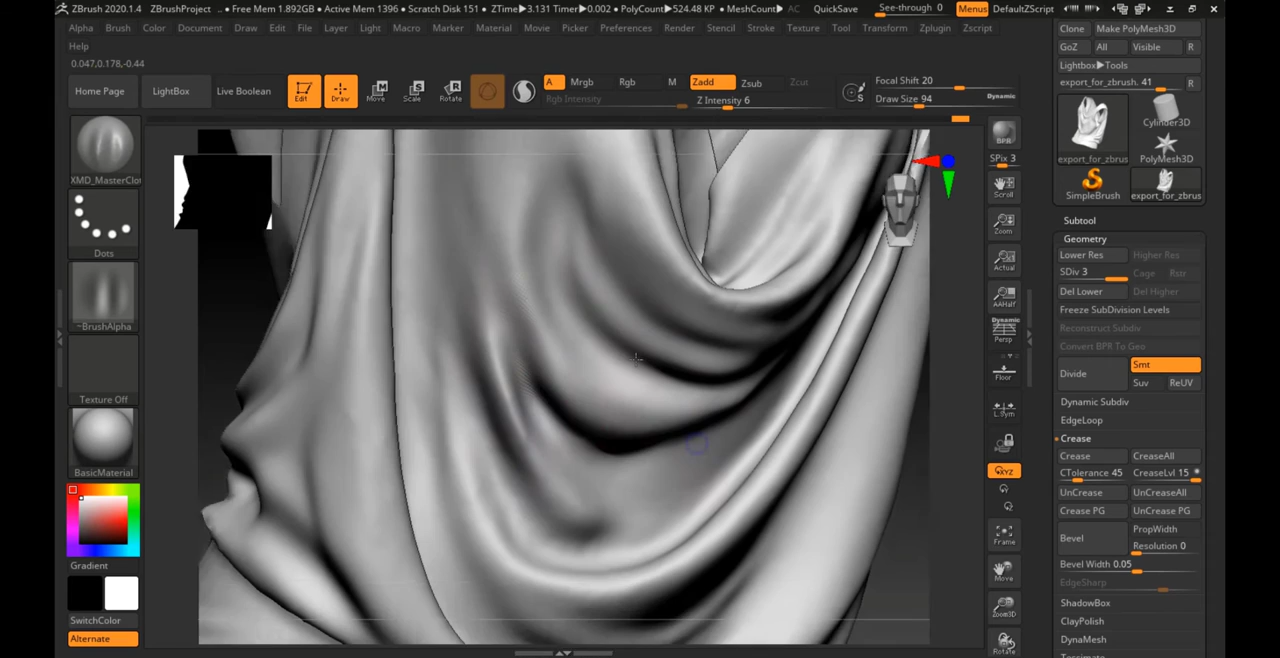 ZBrush 2020.1.4 ZBrushProject .. • Free Mem 1.892GB • Active Mem 1396 • Scratch Disk 151 • ZTime▶3.131 Timer▶0.002 • PolyCount▶524.48 KP • MeshCount▶ AC QuickSave See-through 0 Menus DefaultZScript
Alpha Brush Color Document Draw Edit File Layer Light Macro Marker Material Movie Picker Preferences Render Stencil Stroke Texture Tool Transform Zplugin Zscript
Help
0.047,0.178,-0.44
Home Page LightBox Live Boolean Edit Draw Move Scale Rotate
A Mrgb Rgb M Zadd Zsub Zcut
Rgb Intensity Z Intensity 6
Focal Shift 20
Draw Size 94 Dynamic
XMD_MasterClot
Dots
~BrushAlpha
Texture Off
BasicMaterial
Gradient
SwitchColor
Alternate
BPR
SPix 3
Scroll
Zoom
Actual
AAHalf
Dynamic
Persp
Floor
L.Sym
XYZ
Frame
Move
Zoom3D
Rotate
Clone Make PolyMesh3D
GoZ All Visible R
Lightbox▶Tools
export_for_zbrush. 41 R
Cylinder3D
export_for_zbrus PolyMesh3D
SimpleBrush export_for_zbrus
Subtool
Geometry
Lower Res Higher Res
SDiv 3 Cage Rstr
Del Lower Del Higher
Freeze SubDivision Levels
Reconstruct Subdiv
Convert BPR To Geo
Divide Smt
Suv ReUV
Dynamic Subdiv
EdgeLoop
Crease
Crease CreaseAll
CTolerance 45 CreaseLvl 15
UnCrease UnCreaseAll
Crease PG UnCrease PG
Bevel PropWidth
Resolution 0
Bevel Width 0.05
EdgeSharp
ShadowBox
ClayPolish
DynaMesh